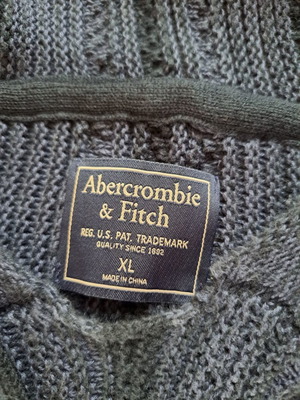 Abercrombie
& Fitch
REG. U.S. PAT. TRADEMARK
QUALITY SINCE 1892
XL
MADE IN CHINA